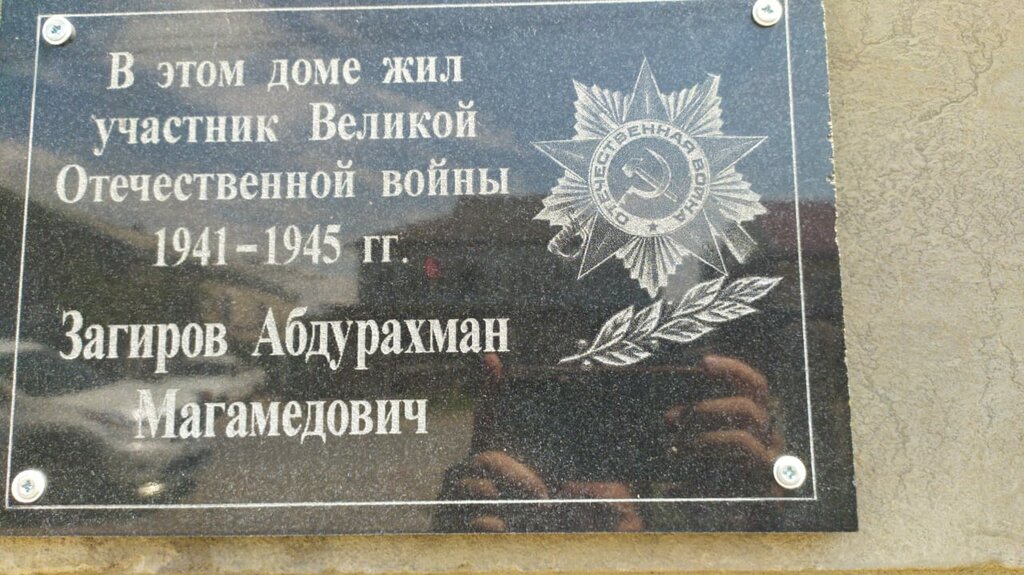 В этом доме жил
участник Великой
Отечественной войны
1941-1945 гг.
Загиров Абдурахман
Магамедович
ОТЕЧЕСТВЕННАЯ ВОЙНА